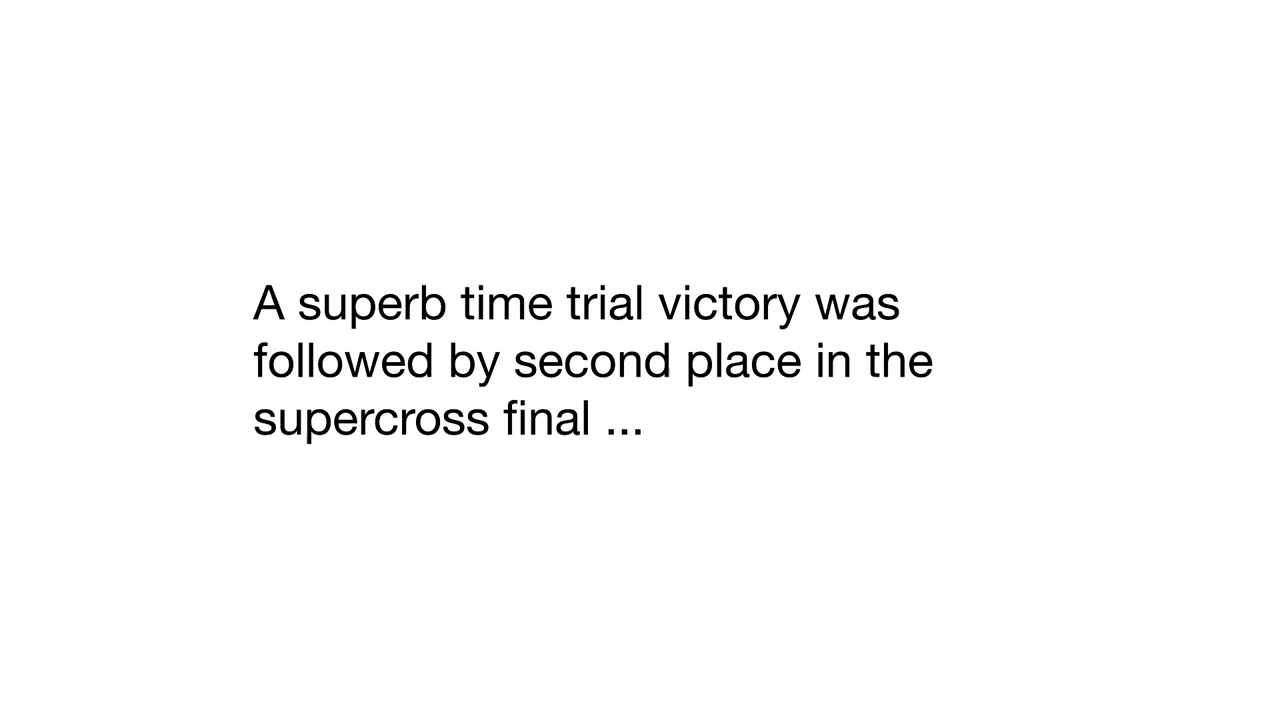 A superb time trial victory was
followed by second place in the
supercross final ...